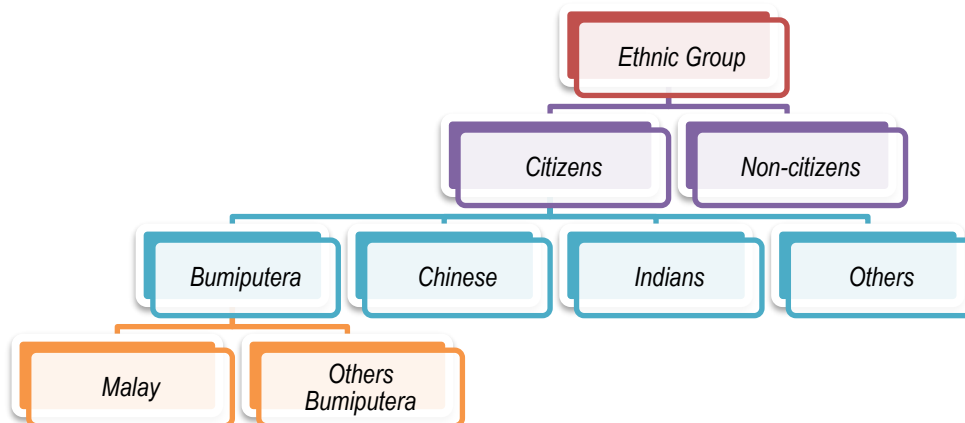 Ethnic Group
Citizens
Non-citizens
Bumiputera
Chinese
Indians
Others
Malay
Others
Bumiputera